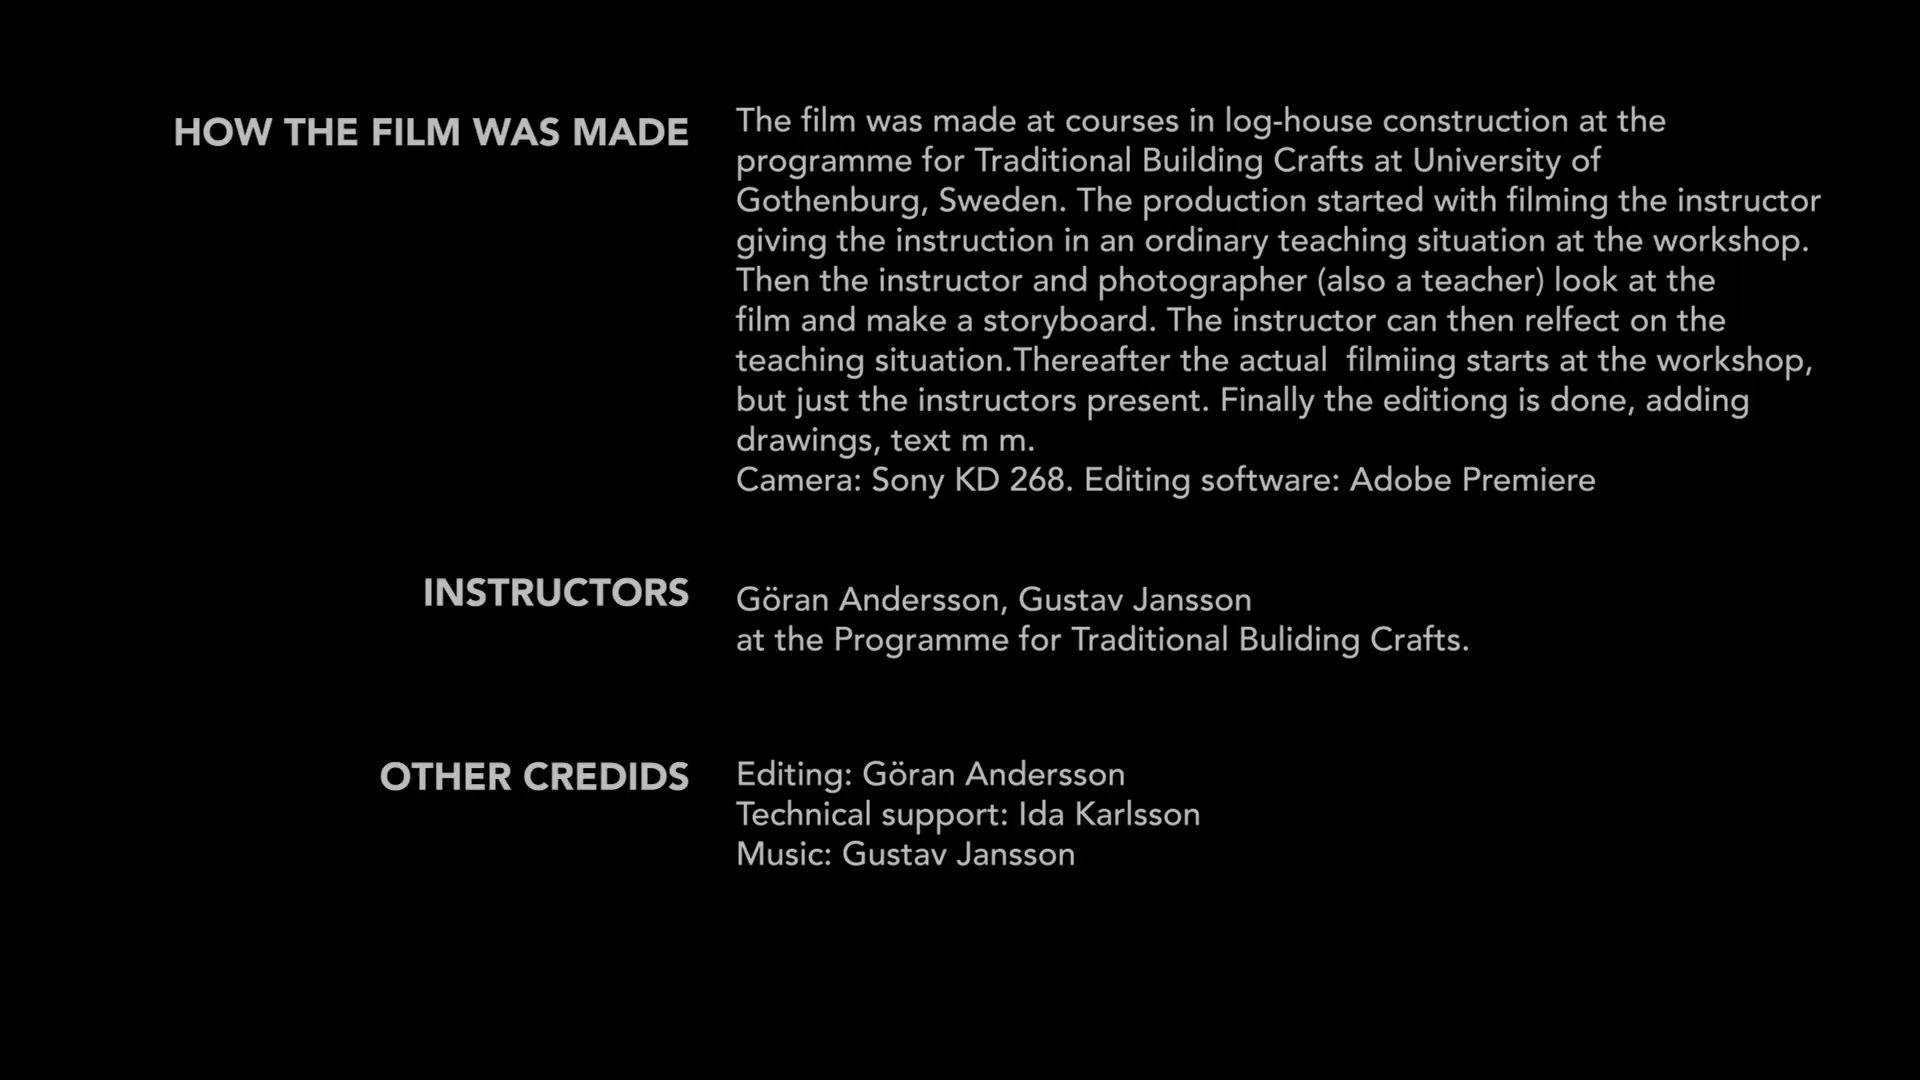 HOW THE FILM WAS MADE
The film was made at courses in log-house construction at the
programme for Traditional Building Crafts at University of
Gothenburg, Sweden. The production started with filming the instructor
giving the instruction in an ordinary teaching situation at the workshop.
Then the instructor and photographer (also a teacher) look at the
film and make a storyboard. The instructor can then relfect on the
teaching situation.Thereafter the actual  filmiing starts at the workshop,
but just the instructors present. Finally the editiong is done, adding
drawings, text m m.
Camera: Sony KD 268. Editing software: Adobe Premiere
INSTRUCTORS
Göran Andersson, Gustav Jansson
at the Programme for Traditional Buliding Crafts.
OTHER CREDIDS
Editing: Göran Andersson
Technical support: Ida Karlsson
Music: Gustav Jansson